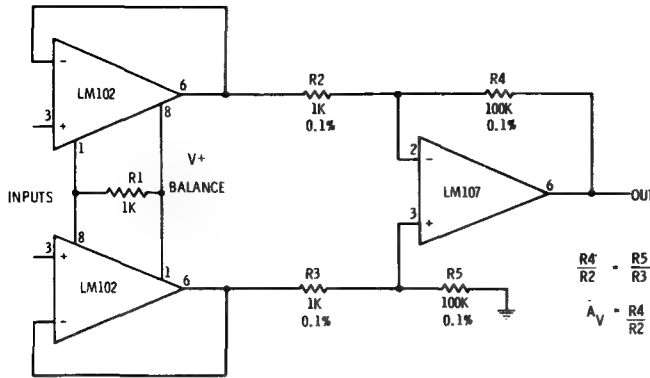 R2
R4
6
LM102
1K
100K
8
0.1%
0.1%
3
+
1
V+
2
-
R1
BALANCE
LM107
6
INPUTS
1K
OUT
3
+
8
1
3
+
6
R3
R5
R4 = R5
R2 R3
LM102
1K
100K
-
0.1%
0.1%
AV = R4
R2